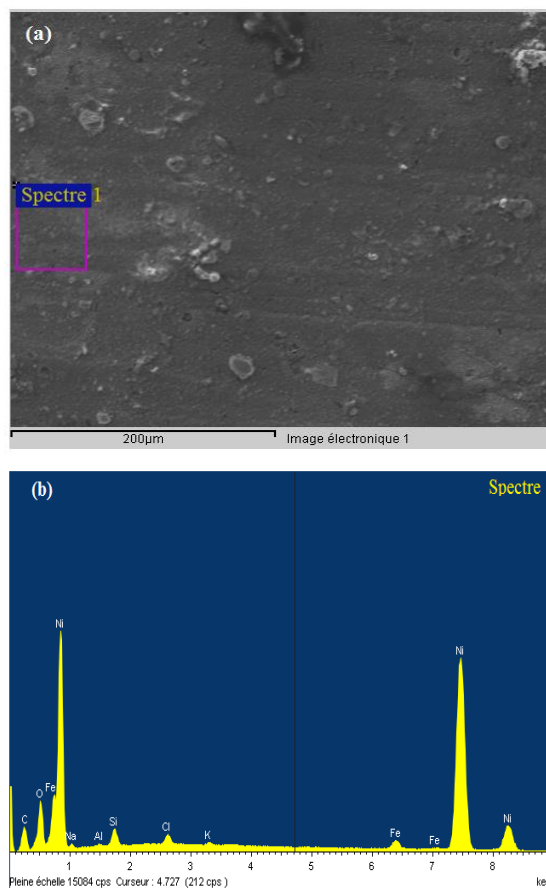 (a)
Spectre 1
200µm Image électronique 1
(b) Spectre
Ni
Ni
O
Fe
C
Na
Al
Si
Cl
K
Fe
Fe
Ni
1 2 3 4 5 6 7 8
Pleine échelle 15084 cps Curseur : 4.727 (212 cps) ke